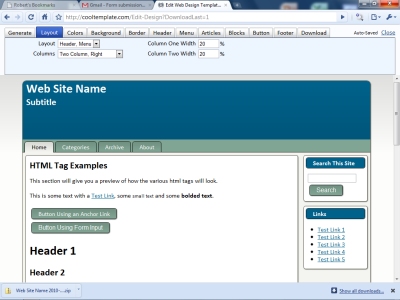 Firhert's Bookmarks
Gmail - Form submission...
Edit Web Design Templat...
http://cooltemplate.com/Edit-Design/?DownloadLast=1
Generate Layout Colors Background Border Header Menu Articles Blocks Button Footer Download Auto-Saved Close
Layout Header, Menu Column One Width 20 %
Columns Two Column, Right Column Two Width 20 %
Web Site Name
Subtitle
Home Categories Archive About
HTML Tag Examples
This section will give you a preview of how the various html tags will look.
This is some text with a Test Link, some small text and some bolded text.
Button Using an Anchor Link
Button Using Form Input
Header 1
Header 2
Search This Site
Search
Links
Test Link 1
Test Link 2
Test Link 3
Test Link 4
Test Link 5
Web Site Name 2010-....zip
Show all downloads...